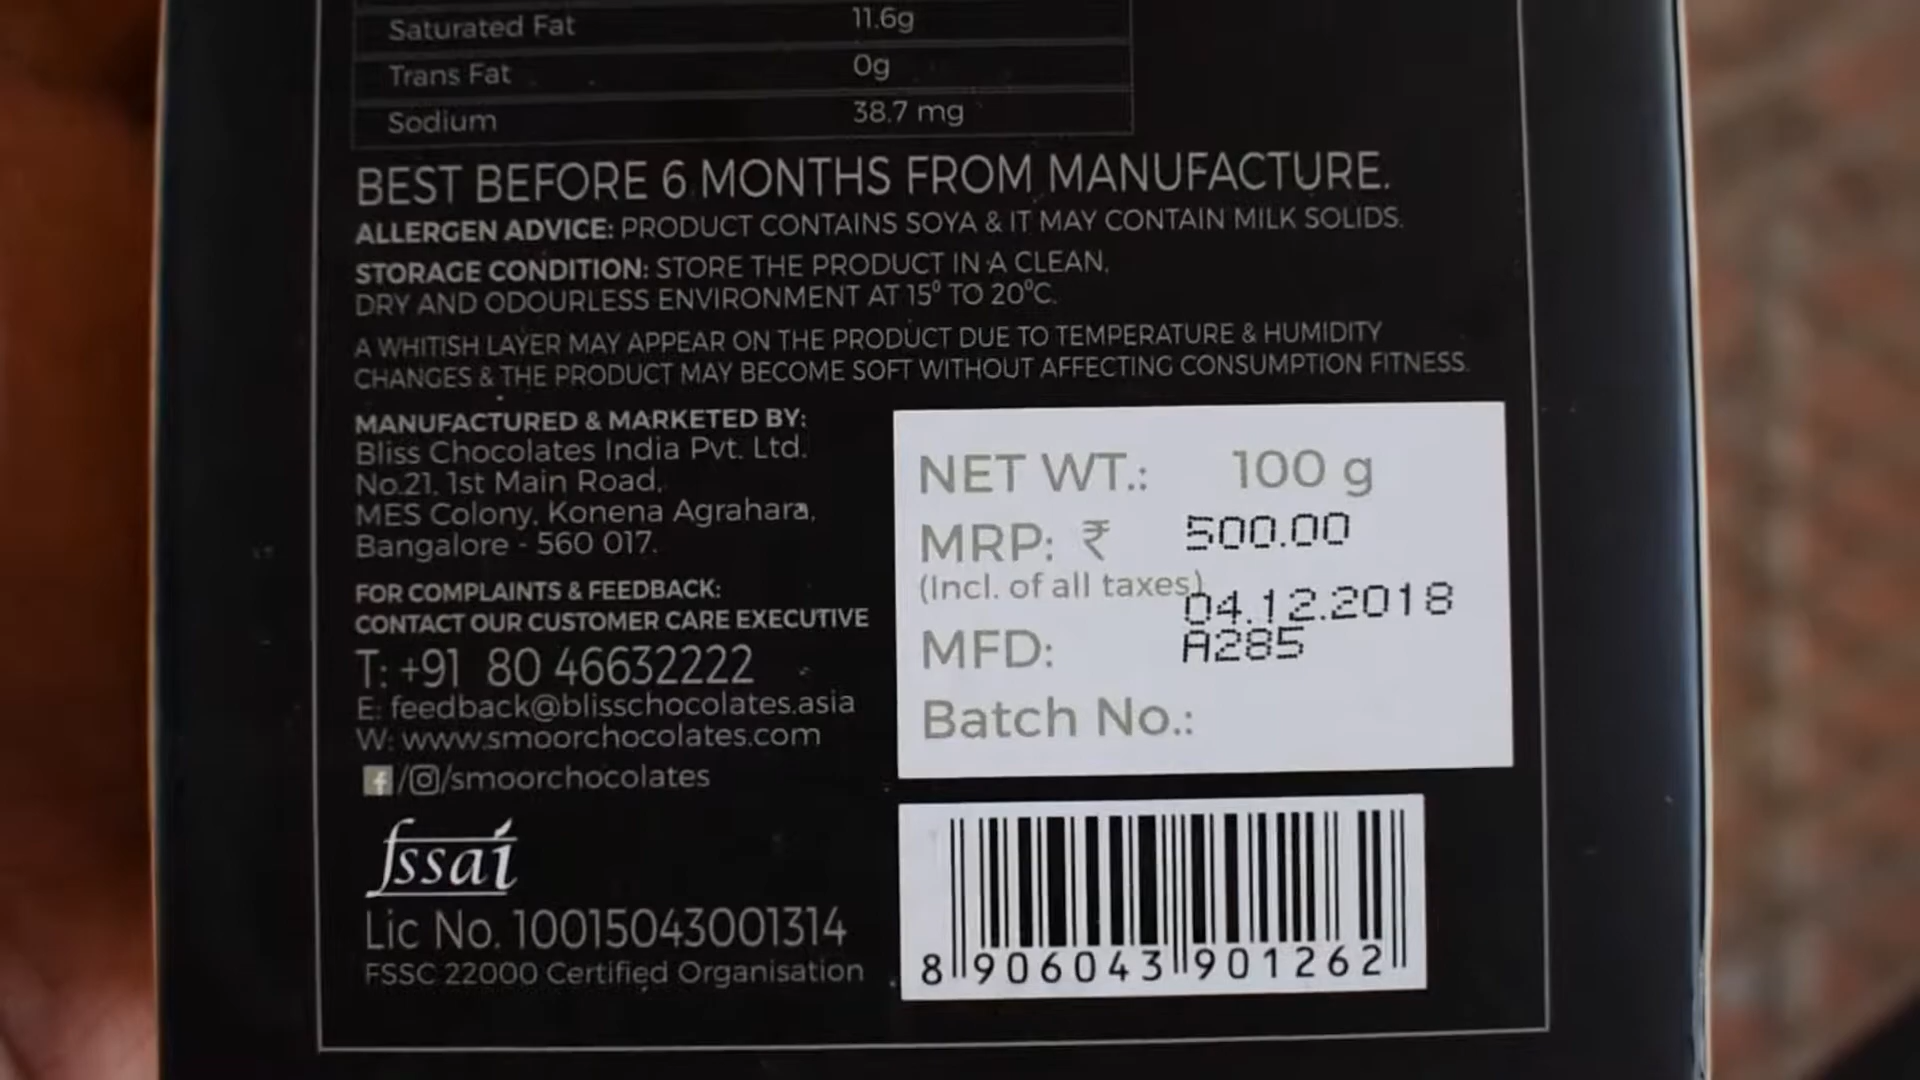 Saturated Fat 11.6g
Trans Fat 0g
Sodium 38.7 mg
BEST BEFORE 6 MONTHS FROM MANUFACTURE.
ALLERGEN ADVICE: PRODUCT CONTAINS SOYA & IT MAY CONTAIN MILK SOLIDS.
STORAGE CONDITION: STORE THE PRODUCT IN A CLEAN,
DRY AND ODOURLESS ENVIRONMENT AT 15⁰ TO 20⁰C.
A WHITISH LAYER MAY APPEAR ON THE PRODUCT DUE TO TEMPERATURE & HUMIDITY
CHANGES & THE PRODUCT MAY BECOME SOFT WITHOUT AFFECTING CONSUMPTION FITNESS.
MANUFACTURED & MARKETED BY:
Bliss Chocolates India Pvt. Ltd.
No.21, 1st Main Road,
MES Colony, Konena Agrahara,
Bangalore - 560 017.
FOR COMPLAINTS & FEEDBACK:
CONTACT OUR CUSTOMER CARE EXECUTIVE
T: +91 80 46632222
E: feedback@blisschocolates.asia
W: www.smoorchocolates.com
f/smoorchocolates
fssai
Lic No. 10015043001314
FSSC 22000 Certified Organisation
NET WT.: 100 g
MRP: ₹ 500.00
(Incl. of all taxes)
04.12.2018
MFD: A285
Batch No.:
8 906043 901262